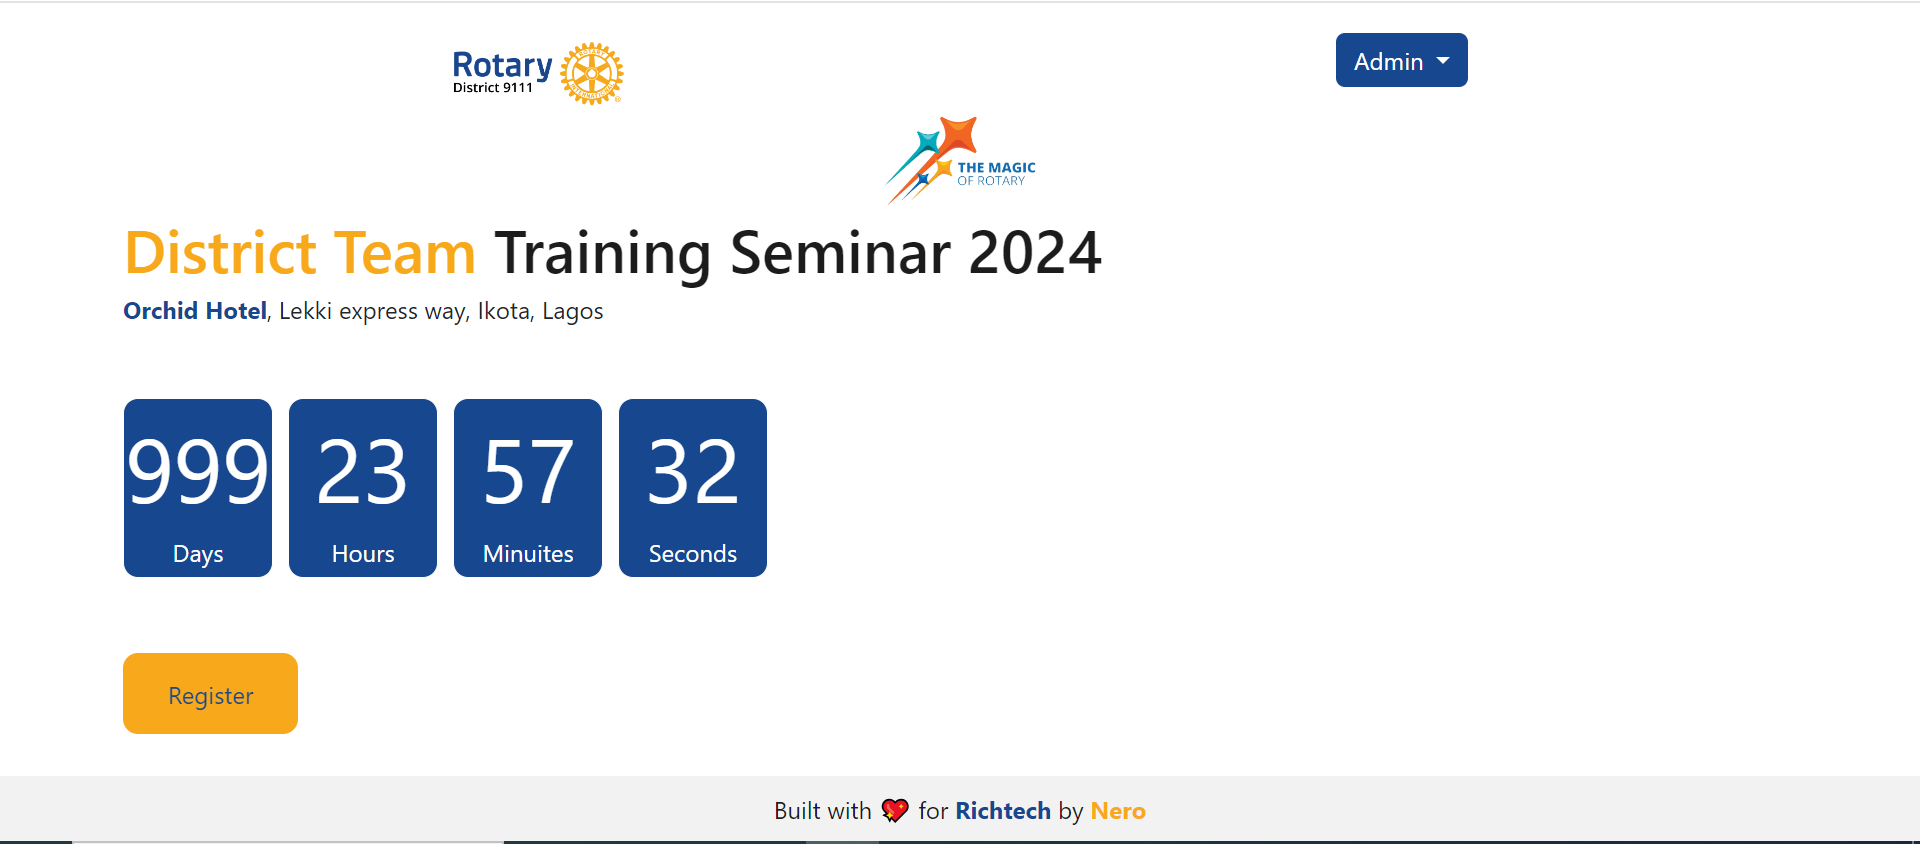 Rotary
District 9111
Admin
THE MAGIC
OF ROTARY
District Team Training Seminar 2024
Orchid Hotel, Lekki express way, Ikota, Lagos
999 23 57 32
Days Hours Minuites Seconds
Register
Built with 💖 for Richtech by Nero